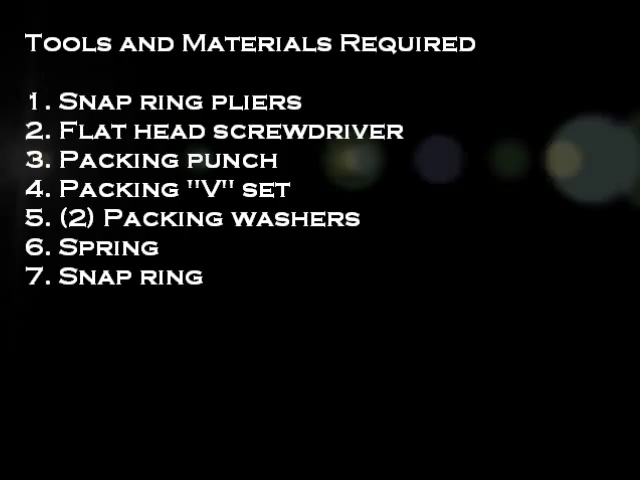 Tools and Materials Required
1. Snap ring pliers
2. Flat head screwdriver
3. Packing punch
4. Packing "V" set
5. (2) Packing washers
6. Spring
7. Snap ring